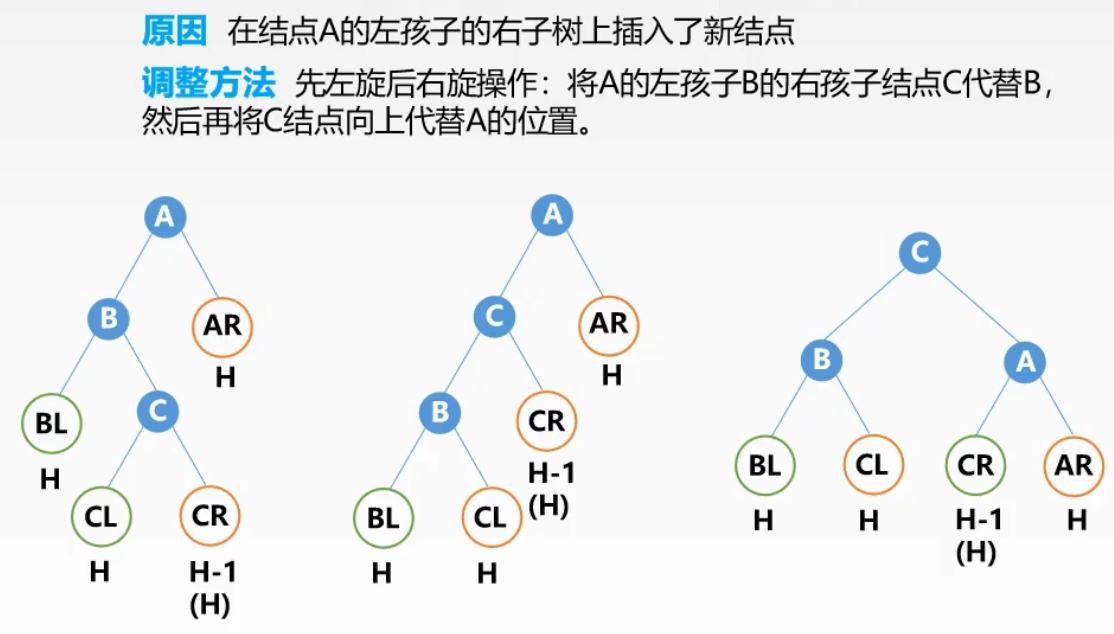 原因 在结点A的左孩子的右子树上插入了新结点
调整方法 先左旋后右旋操作：将A的左孩子B的右孩子结点C代替B，
然后再将C结点向上代替A的位置。
A
B
AR
H
BL
H
C
CL
H
CR
H-1
(H)
A
C
AR
H
B
CR
H-1
(H)
BL
H
CL
H
C
B
A
BL
H
CL
H
CR
H-1
(H)
AR
H